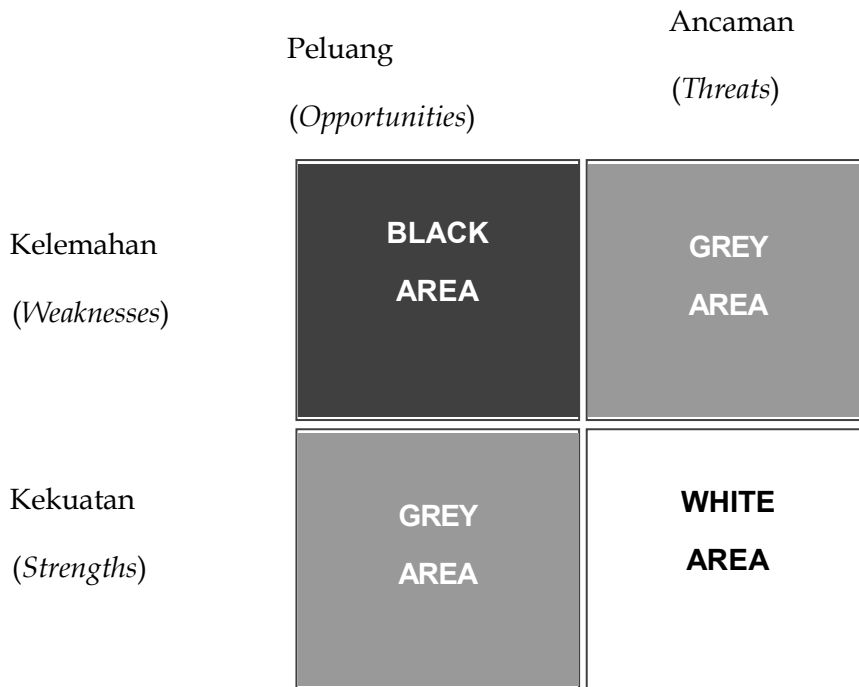 Peluang
(Opportunities)
Ancaman
(Threats)
Kelemahan
(Weaknesses)
BLACK
AREA
GREY
AREA
Kekuatan
(Strengths)
GREY
AREA
WHITE
AREA